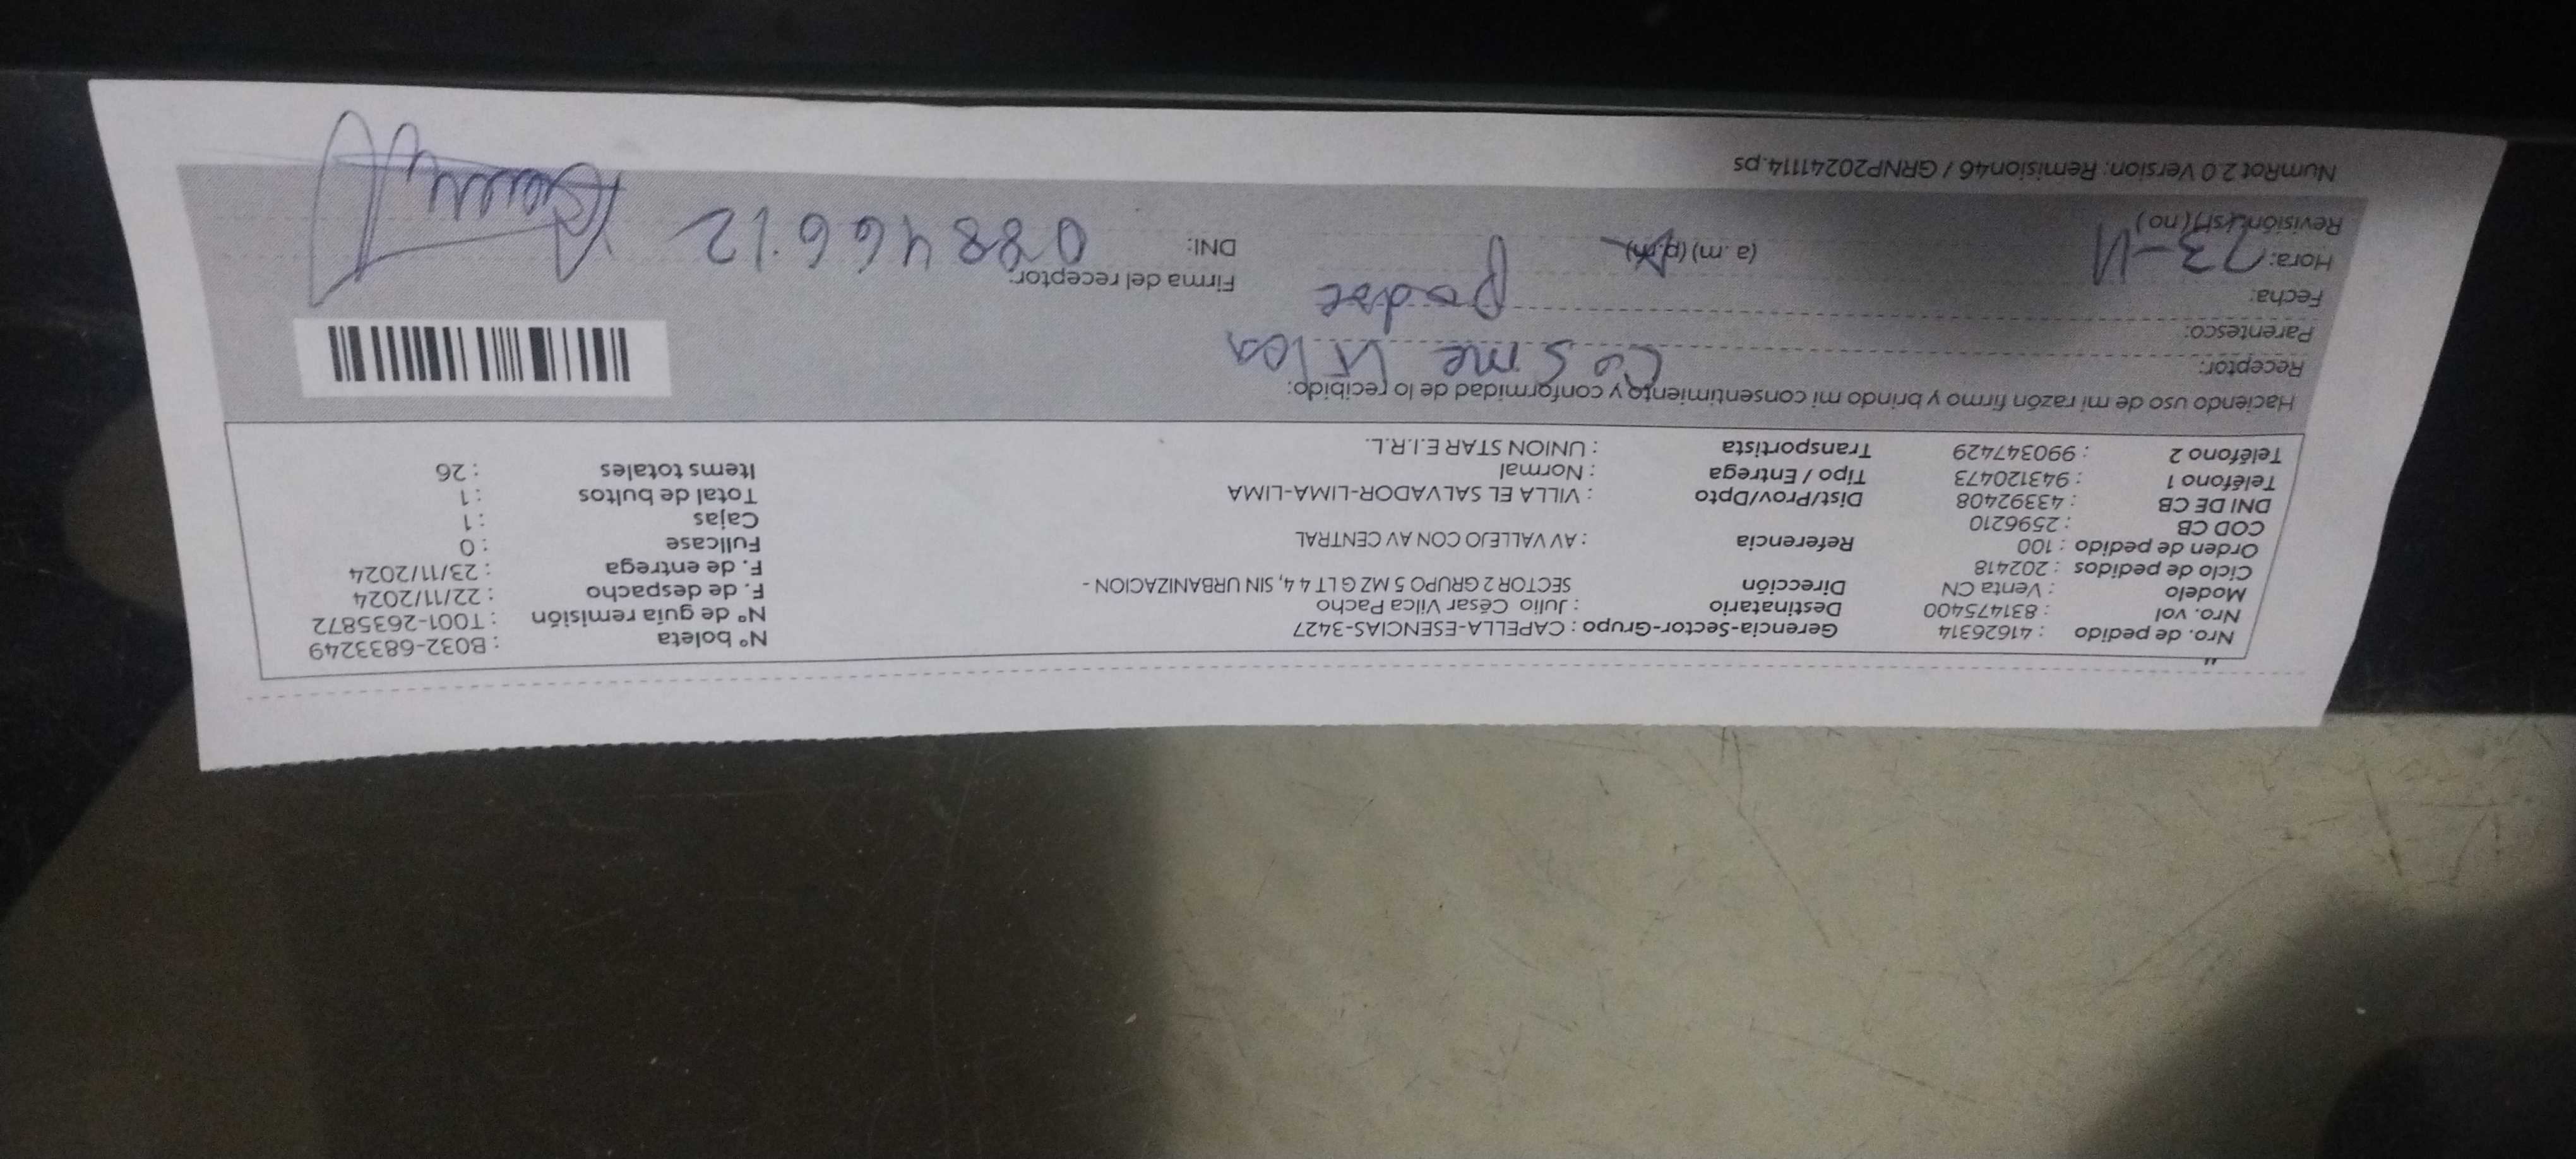 Nro. de pedido : 41626314 Gerencia-Sector-Grupo : CAPELLA-ESENCIAS-3427 N° boleta : B032-6833249
Nro. vol : 831475400 Destinatario : Julio César Vilca Pacho N° de guía remisión : T001-2635872
Modelo : Venta CN Dirección SECTOR 2 GRUPO 5 MZ G LT 4 4, SIN URBANIZACION - F. de despacho : 22/11/2024
Ciclo de pedidos : 202418 F. de entrega : 23/11/2024
Orden de pedido : 100 Referencia : AV VALLEJO CON AV CENTRAL Fullcase : 0
COD CB : 2596210 Cajas : 1
DNI DE CB : 43392408 Dist/Prov/Dpto : VILLA EL SALVADOR-LIMA-LIMA Total de bultos : 1
Teléfono 1 : 943120473 Tipo / Entrega : Normal Items totales : 26
Teléfono 2 : 990347429 Transportista : UNION STAR E.I.R.L.
Haciendo uso de mi razón firmo y brindo mi consentimiento y conformidad de lo recibido:
Receptor: Cosme Vilca
Parentesco: Padre
Fecha: Firma del receptor:
Hora: (a. m) (p.m) DNI: 08846612
Revisión: (si) (no)
NumRot 2.0 Version: Remision46 / GRNP20241114.ps